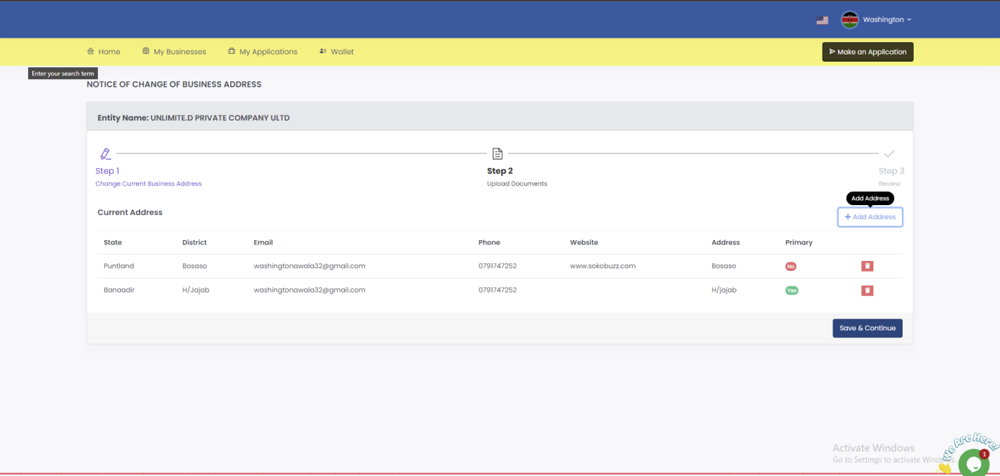 Washington
Home My Businesses My Applications Wallet Make an Application
Enter your search term
NOTICE OF CHANGE OF BUSINESS ADDRESS
Entity Name: UNLIMITE.D PRIVATE COMPANY ULTD
Step 1 Step 2 Step 3
Change Current Business Address Upload Documents Review
Add Address
Current Address + Add Address
State District Email Phone Website Address Primary
Puntland Bosaso washingtonawala32@gmail.com 0791747252 www.sokobuzz.com Bosaso No
Banaadir H/Jajab washingtonawala32@gmail.com 0791747252 H/jajab Yes
Save & Continue
We Are Here!
Activate Windows
Go to Settings to activate Windows.
1